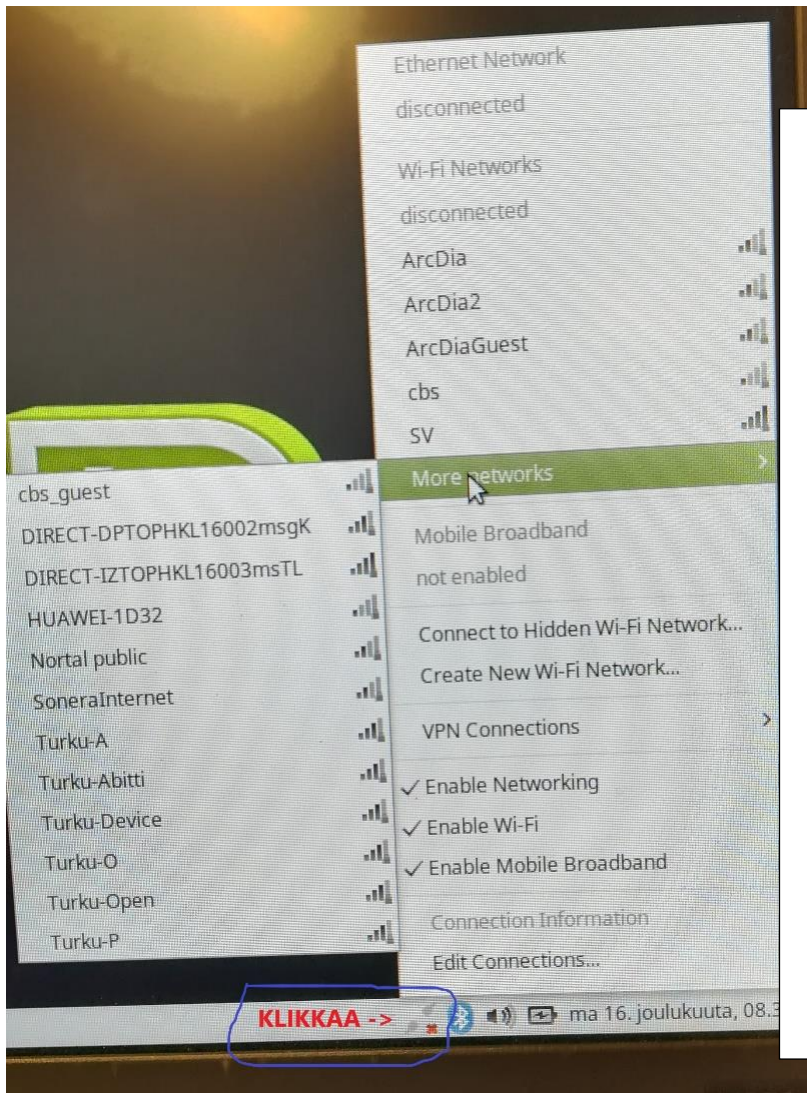 Ethernet Network
disconnected
Wi-Fi Networks
disconnected
ArcDia
ArcDia2
ArcDiaGuest
cbs
SV
More networks
Mobile Broadband
not enabled
Connect to Hidden Wi-Fi Network...
Create New Wi-Fi Network...
VPN Connections
Enable Networking
Enable Wi-Fi
Enable Mobile Broadband
Connection Information
Edit Connections...
cbs_guest
DIRECT-DPTOPHKL16002msgK
DIRECT-IZTOPHKL16003msTL
HUAWEI-1D32
Nortal public
SoneraInternet
Turku-A
Turku-Abitti
Turku-Device
Turku-O
Turku-Open
Turku-P
KLIKKAA -> ma 16. joulukuuta, 08.3